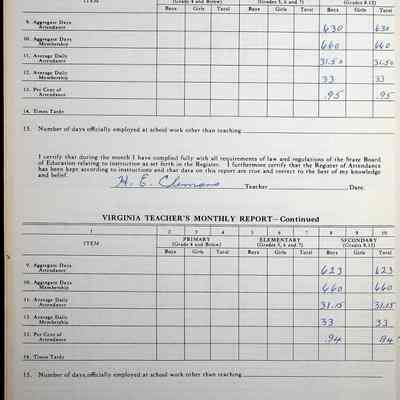 ITEM (Grade 4 and Below) (Grades 5, 6 and 7) (Grades 8-12)
Boys Girls Total Boys Girls Total Boys Girls Total
9. Aggregate Days
Attendance 630 630
10. Aggregate Days
Membership 660 660
11. Average Daily
Attendance 31.50 31.50
12. Average Daily
Membership 33 33
13. Per Cent of
Attendance .95 .95
14. Times Tardy
15. Number of days officially employed at school work other than teaching
I certify that during the month I have complied fully with all requirements of law and regulations of the State Board
of Education relating to instruction as set forth in the Register. I furthermore certify that the Register of Attendance
has been kept according to instructions and that data on this report are true and correct to the best of my knowledge
and belief.
H. E. Clemans Teacher Date:
VIRGINIA TEACHER'S MONTHLY REPORT—Continued
1 2 3 4 5 6 7 8 9 10
ITEM PRIMARY (Grade 4 and Below) ELEMENTARY (Grades 5, 6 and 7) SECONDARY (Grades 8-12)
Boys Girls Total Boys Girls Total Boys Girls Total
9. Aggregate Days
Attendance 623 623
10. Aggregate Days
Membership 660 660
11. Average Daily
Attendance 31.15 31.15
12. Average Daily
Membership 33 33
13. Per Cent of
Attendance .94 .94
14. Times Tardy
15. Number of days officially employed at school work other than teaching